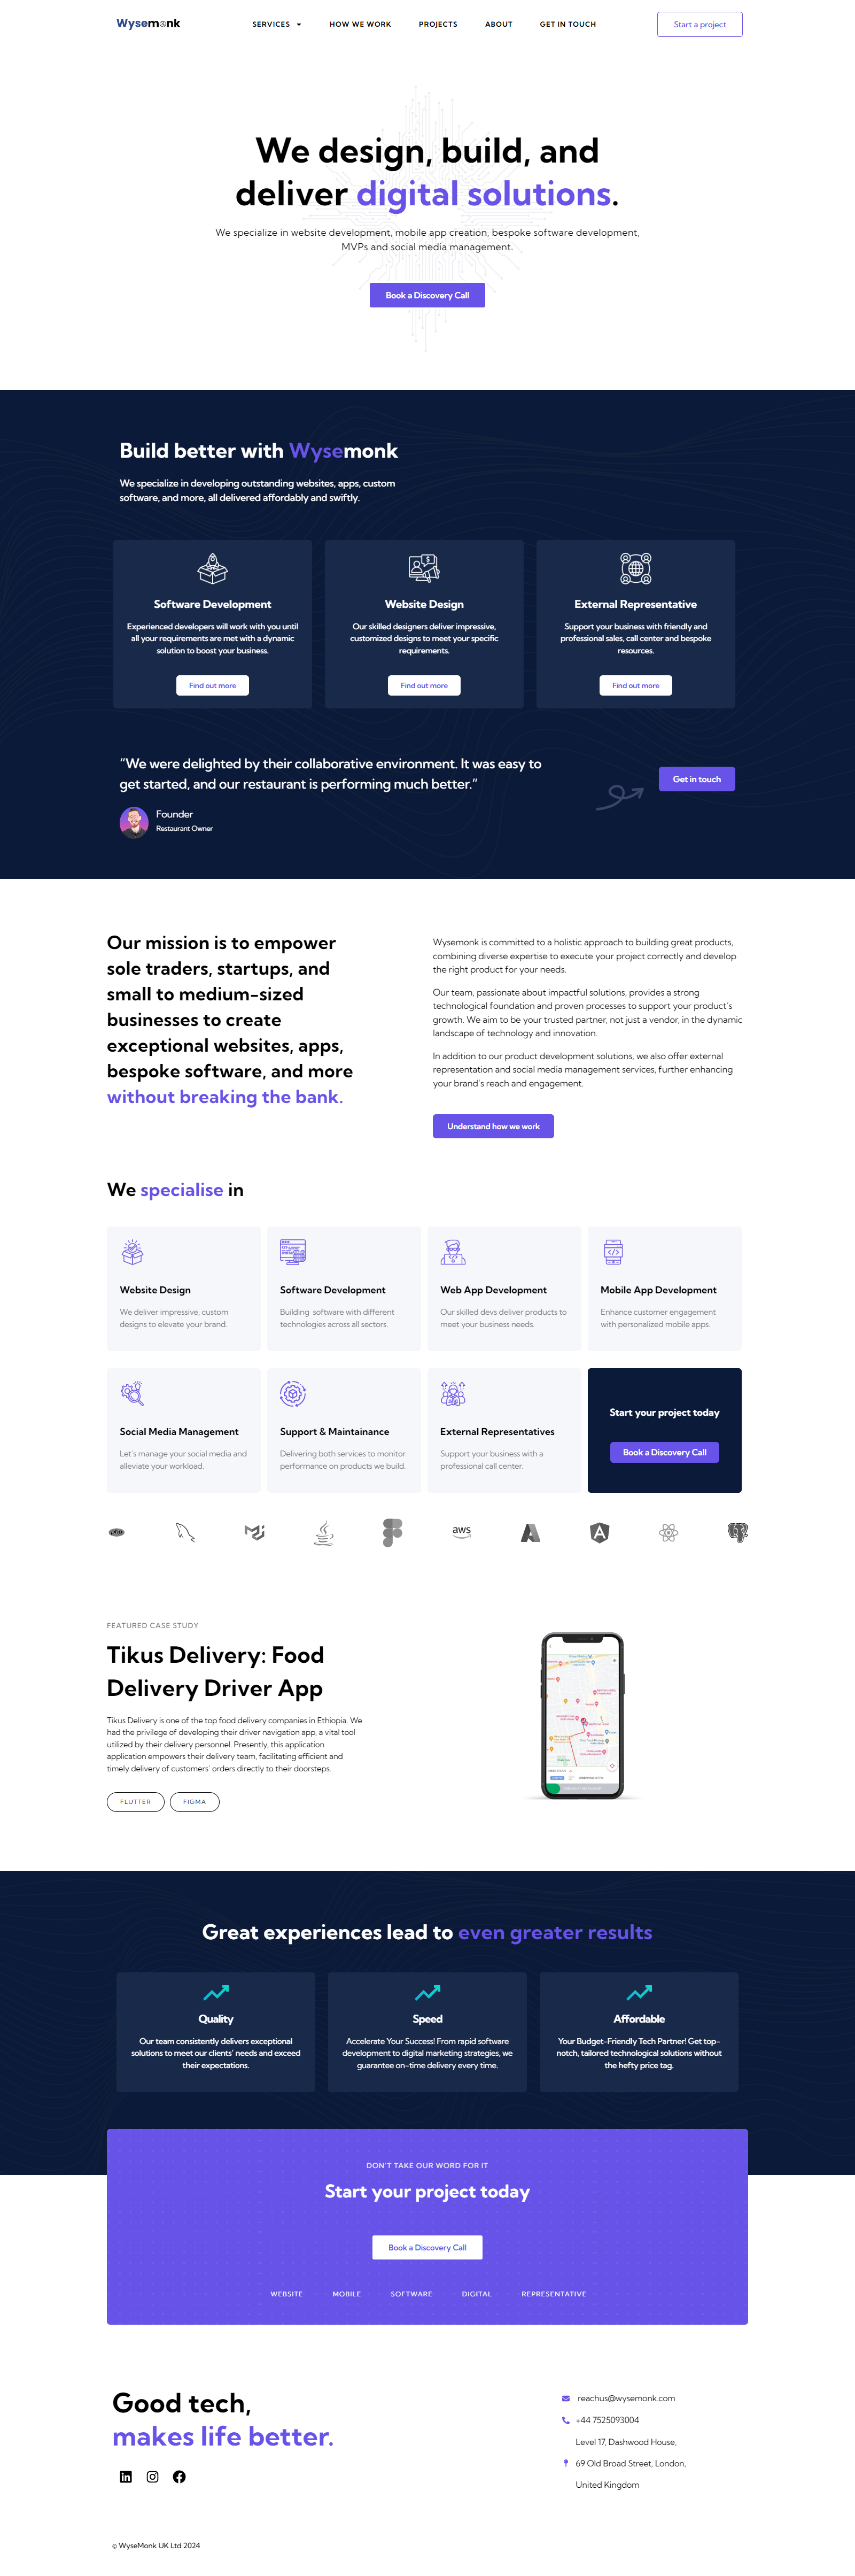 Wysemonk
SERVICES
HOW WE WORK
PROJECTS
ABOUT
GET IN TOUCH
Start a project
We design, build, and
deliver digital solutions.
We specialize in website development, mobile app creation, bespoke software development,
MVPs and social media management.
Book a Discovery Call
Build better with Wysemonk
We specialize in developing outstanding websites, apps, custom
software, and more, all delivered affordably and swiftly.
Software Development
Experienced developers will work with you until
all your requirements are met with a dynamic
solution to boost your business.
Find out more
Website Design
Our skilled designers deliver impressive,
customized designs to meet your specific
requirements.
Find out more
External Representative
Support your business with friendly and
professional sales, call center and bespoke
resources.
Find out more
“We were delighted by their collaborative environment. It was easy to
get started, and our restaurant is performing much better.”
Founder
Restaurant Owner
Get in touch
Our mission is to empower
sole traders, startups, and
small to medium-sized
businesses to create
exceptional websites, apps,
bespoke software, and more
without breaking the bank.
Wysemonk is committed to a holistic approach to building great products,
combining diverse expertise to execute your project correctly and develop
the right product for your needs.
Our team, passionate about impactful solutions, provides a strong
technological foundation and proven processes to support your product’s
growth. We aim to be your trusted partner, not just a vendor, in the dynamic
landscape of technology and innovation.
In addition to our product development solutions, we also offer external
representation and social media management services, further enhancing
your brand’s reach and engagement.
Understand how we work
We specialise in
Website Design
We deliver impressive, custom
designs to elevate your brand.
Software Development
Building software with different
technologies across all sectors.
Web App Development
Our skilled devs deliver products to
meet your business needs.
Mobile App Development
Enhance customer engagement
with personalized mobile apps.
Social Media Management
Let’s manage your social media and
alleviate your workload.
Support & Maintainance
Delivering both services to monitor
performance on products we build.
External Representatives
Support your business with a
professional call center.
Start your project today
Book a Discovery Call
php
aws
FEATURED CASE STUDY
Tikus Delivery: Food
Delivery Driver App
Tikus Delivery is one of the top food delivery companies in Ethiopia. We
had the privilege of developing their driver navigation app, a vital tool
utilized by their delivery personnel. Presently, this application
application empowers their delivery team, facilitating efficient and
timely delivery of customers’ orders directly to their doorsteps.
FLUTTER
FIGMA
Great experiences lead to even greater results
Quality
Our team consistently delivers exceptional
solutions to meet our clients’ needs and exceed
their expectations.
Speed
Accelerate Your Success! From rapid software
development to digital marketing strategies, we
guarantee on-time delivery every time.
Affordable
Your Budget-Friendly Tech Partner! Get top-
notch, tailored technological solutions without
the hefty price tag.
DON’T TAKE OUR WORD FOR IT
Start your project today
Book a Discovery Call
WEBSITE
MOBILE
SOFTWARE
DIGITAL
REPRESENTATIVE
Good tech,
makes life better.
reachus@wysemonk.com
+44 7525093004
Level 17, Dashwood House,
69 Old Broad Street, London,
United Kingdom
© WyseMonk UK Ltd 2024